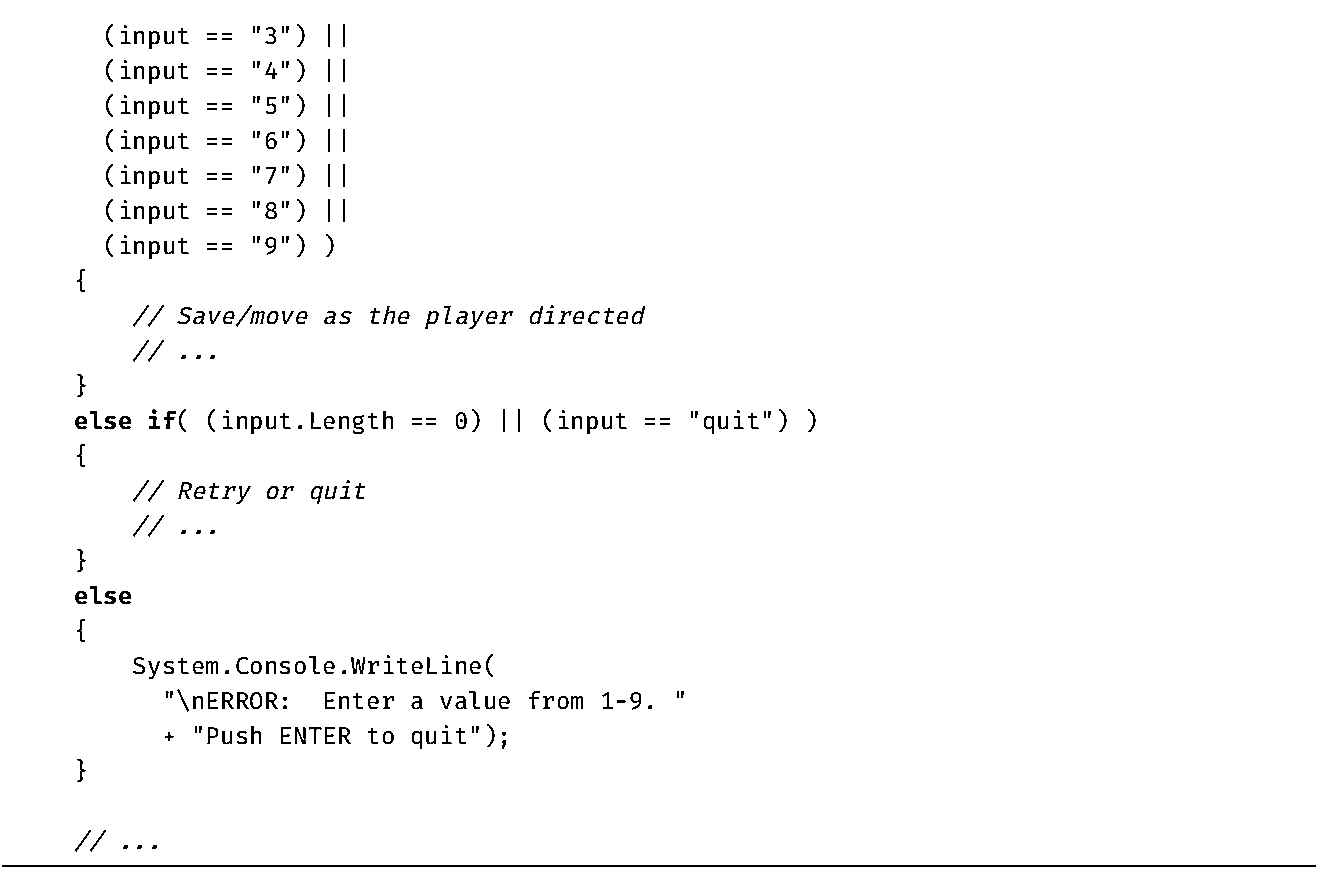 (input == "3") ||
(input == "4") ||
(input == "5") ||
(input == "6") ||
(input == "7") ||
(input == "8") ||
(input == "9") )
{
// Save/move as the player directed
// ...
}
else if( (input.Length == 0) || (input == "quit") )
{
// Retry or quit
// ...
}
else
{
System.Console.WriteLine(
"\nERROR:  Enter a value from 1-9. "
+ "Push ENTER to quit");
}
// ...